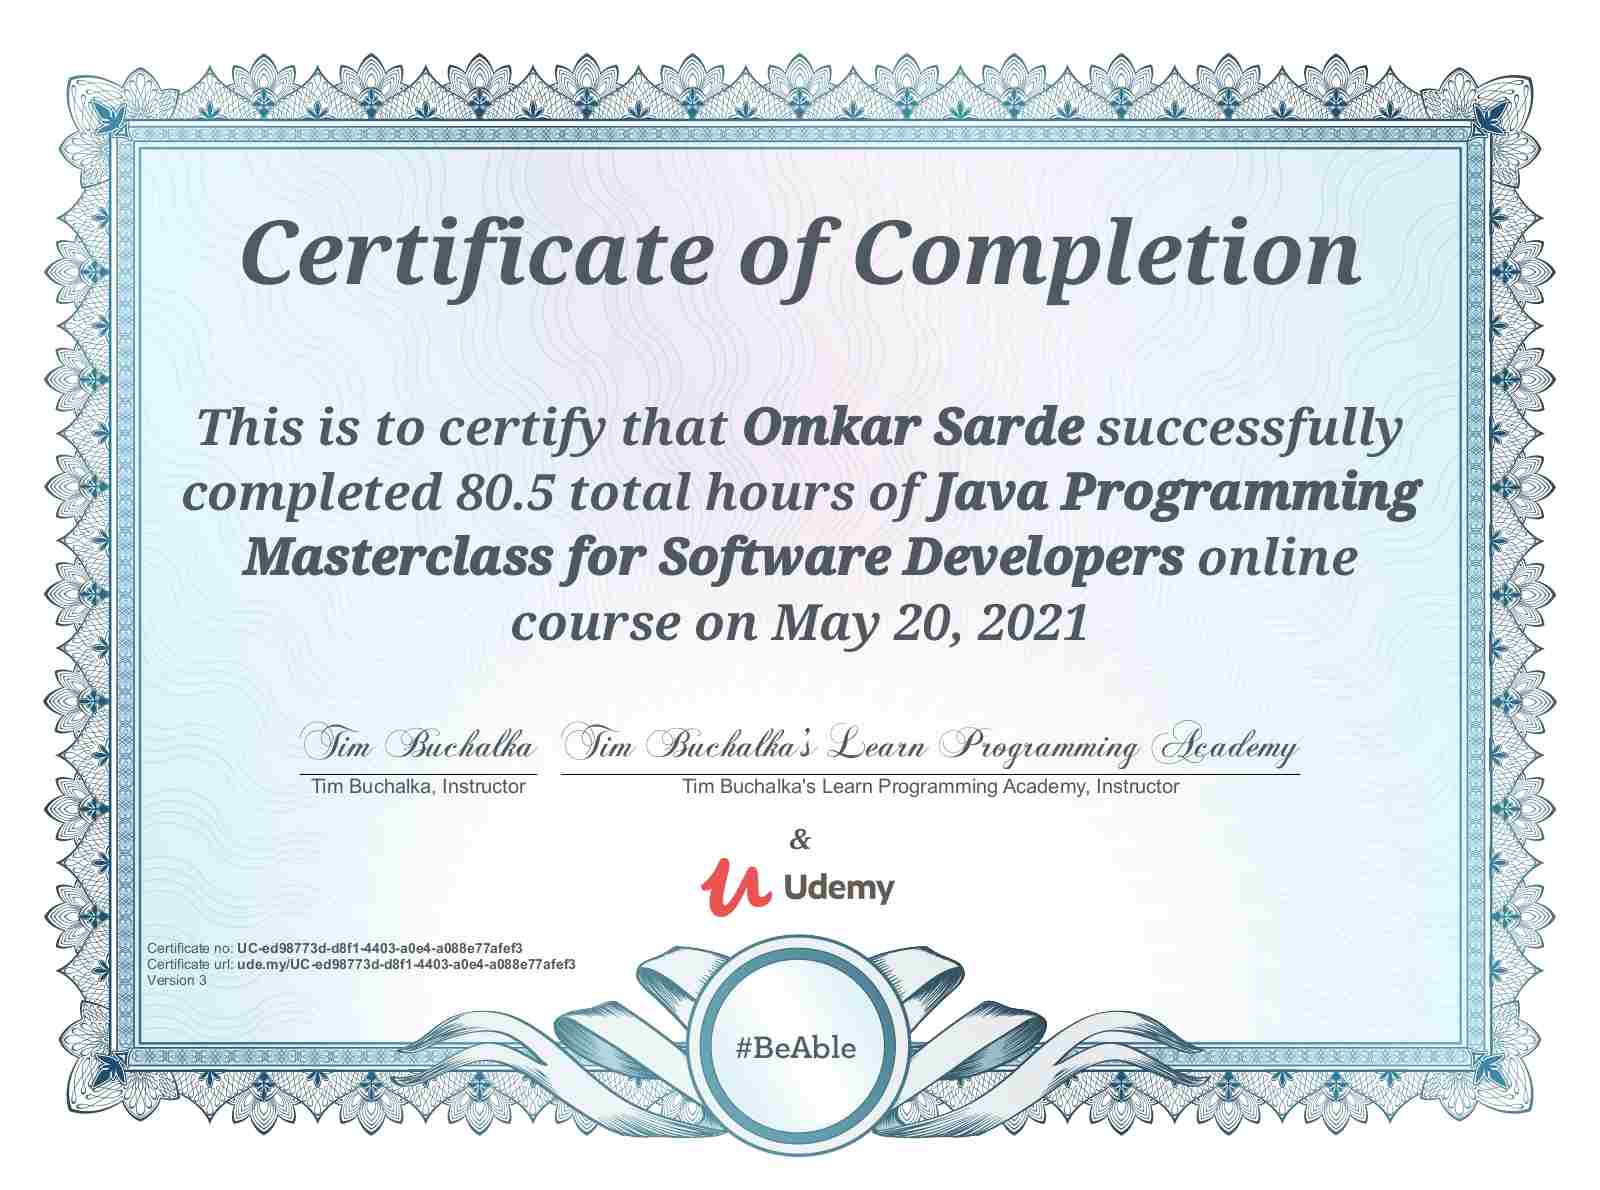 Certificate of Completion
This is to certify that Omkar Sarde successfully
completed 80.5 total hours of Java Programming
Masterclass for Software Developers online
course on May 20, 2021
Tim Buchalka Tim Buchalka's Learn Programming Academy
Tim Buchalka, Instructor Tim Buchalka's Learn Programming Academy, Instructor
&
Udemy
Certificate no: UC-ed98773d-d8f1-4403-a0e4-a088e77afef3
Certificate url: ude.my/UC-ed98773d-d8f1-4403-a0e4-a088e77afef3
Version 3
#BeAble